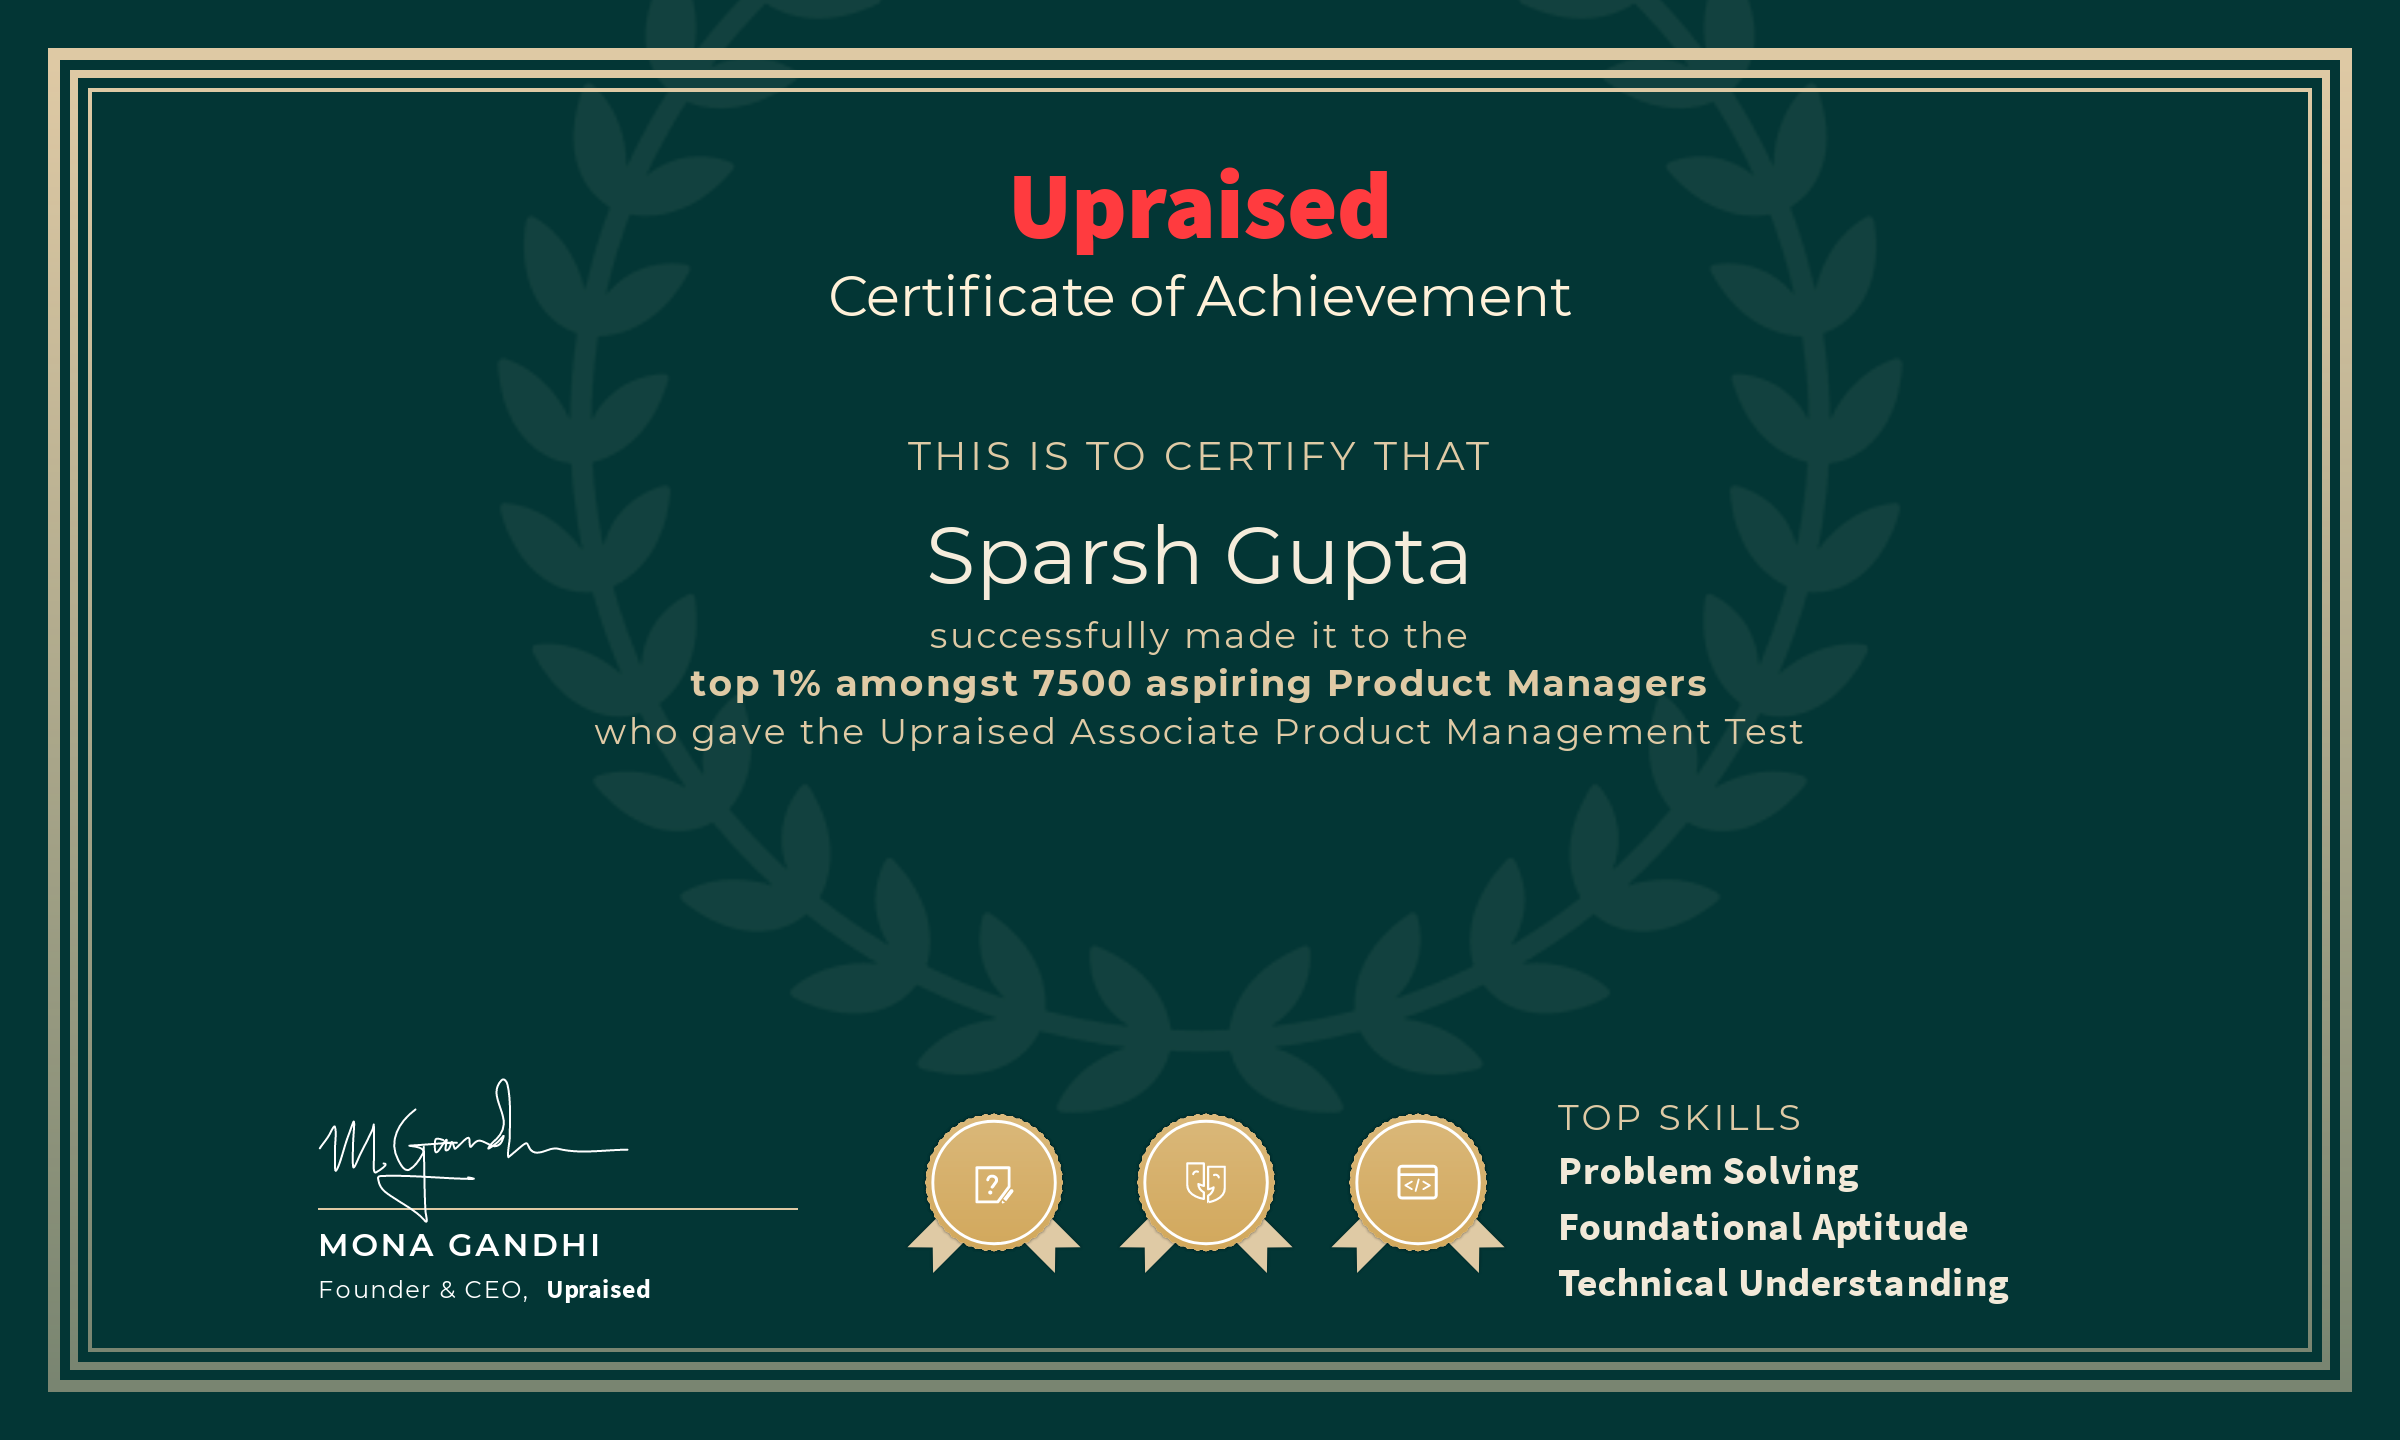 Upraised
Certificate of Achievement
THIS IS TO CERTIFY THAT
Sparsh Gupta
successfully made it to the
top 1% amongst 7500 aspiring Product Managers
who gave the Upraised Associate Product Management Test
M. Gandhi
MONA GANDHI
Founder & CEO, Upraised
?
</>
TOP SKILLS
Problem Solving
Foundational Aptitude
Technical Understanding